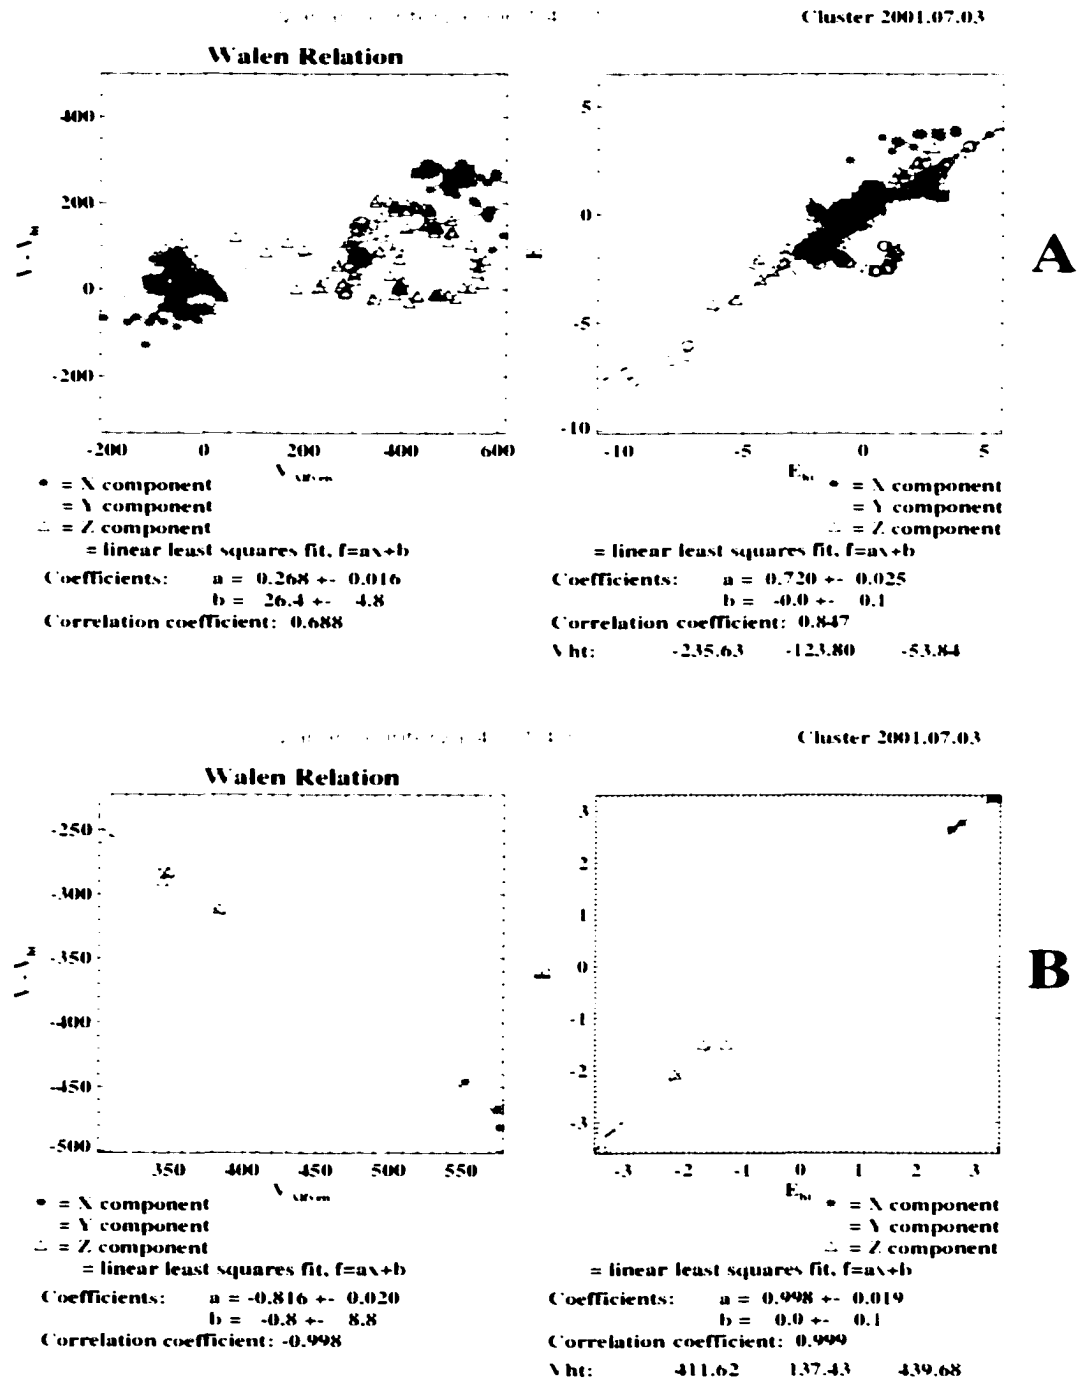 Cluster 2001.07.03
Walen Relation
400
200
0
-200
-200 0 200 400 600
5
0
-5
-10
-10 -5 0 5
A
= X component
= Y component
△ = Z component
= linear least squares fit, f=ax+b
Coefficients: a = 0.268 +- 0.016
b = 26.4 +- 4.8
Correlation coefficient: 0.688
= X component
= Y component
△ = Z component
= linear least squares fit, f=ax+b
Coefficients: a = 0.720 +- 0.025
b = -0.0 +- 0.1
Correlation coefficient: 0.847
Vht: -235.63 -123.80 -53.84
Cluster 2001.07.03
Walen Relation
-250
-300
-350
-400
-450
-500
350 400 450 500 550
3
2
1
0
-1
-2
-3
-3 -2 -1 0 1 2 3
B
= X component
= Y component
△ = Z component
= linear least squares fit, f=ax+b
Coefficients: a = -0.816 +- 0.020
b = -0.8 +- 8.8
Correlation coefficient: -0.998
= X component
= Y component
△ = Z component
= linear least squares fit, f=ax+b
Coefficients: a = 0.998 +- 0.019
b = 0.0 +- 0.1
Correlation coefficient: 0.999
Vht: 411.62 137.43 439.68